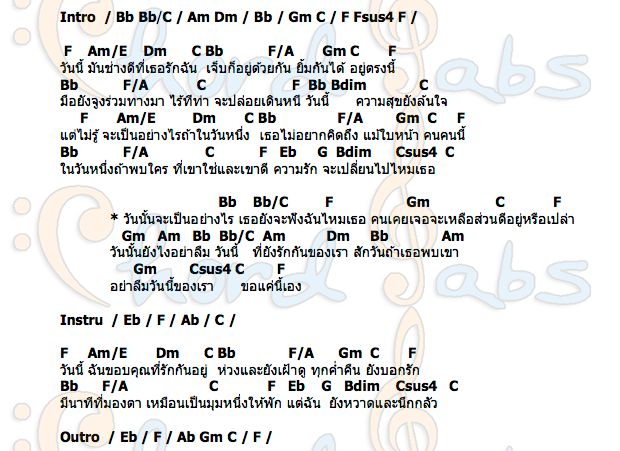 Intro / Bb Bb/C / Am Dm / Bb / Gm C / F Fsus4 F /
F Am/E Dm C Bb F/A Gm C F
วันนี้ มันช่างดีที่เธอรักฉัน เจ็บก็อยู่ด้วยกัน ยิ้มกันได้ อยู่ตรงนี้
Bb F/A C F Bb Bdim C
มือยังจูงร่วมทางมา ไร้ทีท่า จะปล่อยเดินหนี วันนี้ ความสุขยังล้นใจ
F Am/E Dm C Bb F/A Gm C F
แต่ไม่รู้ จะเป็นอย่างไรถ้าในวันหนึ่ง เธอไม่อยากคิดถึง แม้ใบหน้า คนคนนี้
Bb F/A C F Eb G Bdim Csus4 C
ในวันหนึ่งถ้าพบใคร ที่เขาใช่และเขาดี ความรัก จะเปลี่ยนไปไหมเธอ
Bb Bb/C F Gm C F
* วันนั้นจะเป็นอย่างไร เธอยังจะฟังฉันไหมเธอ คนเคยเจอจะเหลือส่วนดีอยู่หรือเปล่า
Gm Am Bb Bb/C Am Dm Bb Am
วันนั้นยังไงอย่าลืม วันนี้ ที่ยังรักกันของเรา สักวันถ้าเธอพบเขา
Gm Csus4 C F
อย่าลืมวันนี้ของเรา ขอแค่นี้เอง
Instru / Eb / F / Ab / C /
F Am/E Dm C Bb F/A Gm C F
วันนี้ ฉันขอบคุณที่รักกันอยู่ ห่วงและยังเฝ้าดู ทุกค่ำคืน ยังบอกรัก
Bb F/A C F Eb G Bdim Csus4 C
มีนาทีที่มองตา เหมือนเป็นมุมหนึ่งให้พัก แต่ฉัน ยังหวาดและนึกกลัว
Outro / Eb / F / Ab Gm C / F /